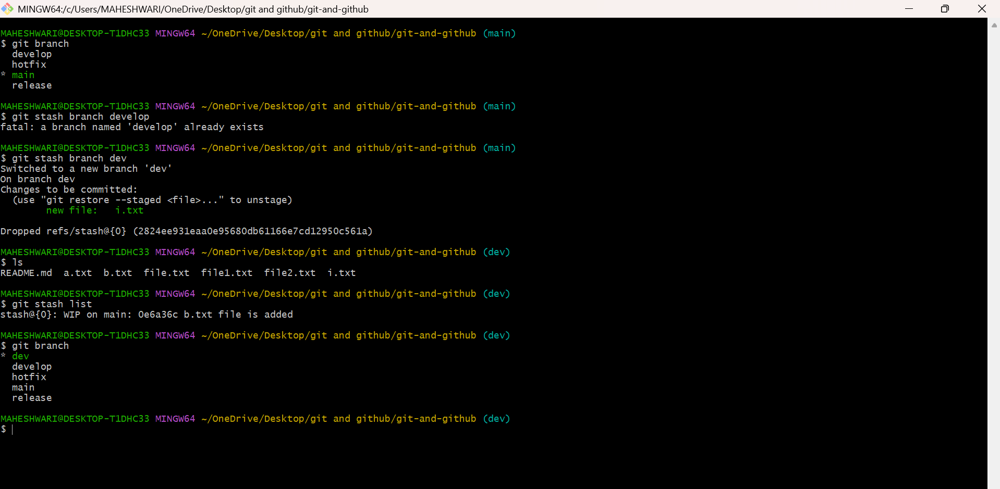 MINGW64:/c/Users/MAHESHWARI/OneDrive/Desktop/git and github/git-and-github
MAHESHWARI@DESKTOP-T1DHC33 MINGW64 ~/OneDrive/Desktop/git and github/git-and-github (main)
$ git branch
  develop
  hotfix
* main
  release
MAHESHWARI@DESKTOP-T1DHC33 MINGW64 ~/OneDrive/Desktop/git and github/git-and-github (main)
$ git stash branch develop
fatal: a branch named 'develop' already exists
MAHESHWARI@DESKTOP-T1DHC33 MINGW64 ~/OneDrive/Desktop/git and github/git-and-github (main)
$ git stash branch dev
Switched to a new branch 'dev'
On branch dev
Changes to be committed:
  (use "git restore --staged <file>..." to unstage)
        new file:   i.txt
Dropped refs/stash@{0} (2824ee931eaa0e95680db61166e7cd12950c561a)
MAHESHWARI@DESKTOP-T1DHC33 MINGW64 ~/OneDrive/Desktop/git and github/git-and-github (dev)
$ ls
README.md  a.txt  b.txt  file.txt  file1.txt  file2.txt  i.txt
MAHESHWARI@DESKTOP-T1DHC33 MINGW64 ~/OneDrive/Desktop/git and github/git-and-github (dev)
$ git stash list
stash@{0}: WIP on main: 0e6a36c b.txt file is added
MAHESHWARI@DESKTOP-T1DHC33 MINGW64 ~/OneDrive/Desktop/git and github/git-and-github (dev)
$ git branch
* dev
  develop
  hotfix
  main
  release
MAHESHWARI@DESKTOP-T1DHC33 MINGW64 ~/OneDrive/Desktop/git and github/git-and-github (dev)
$